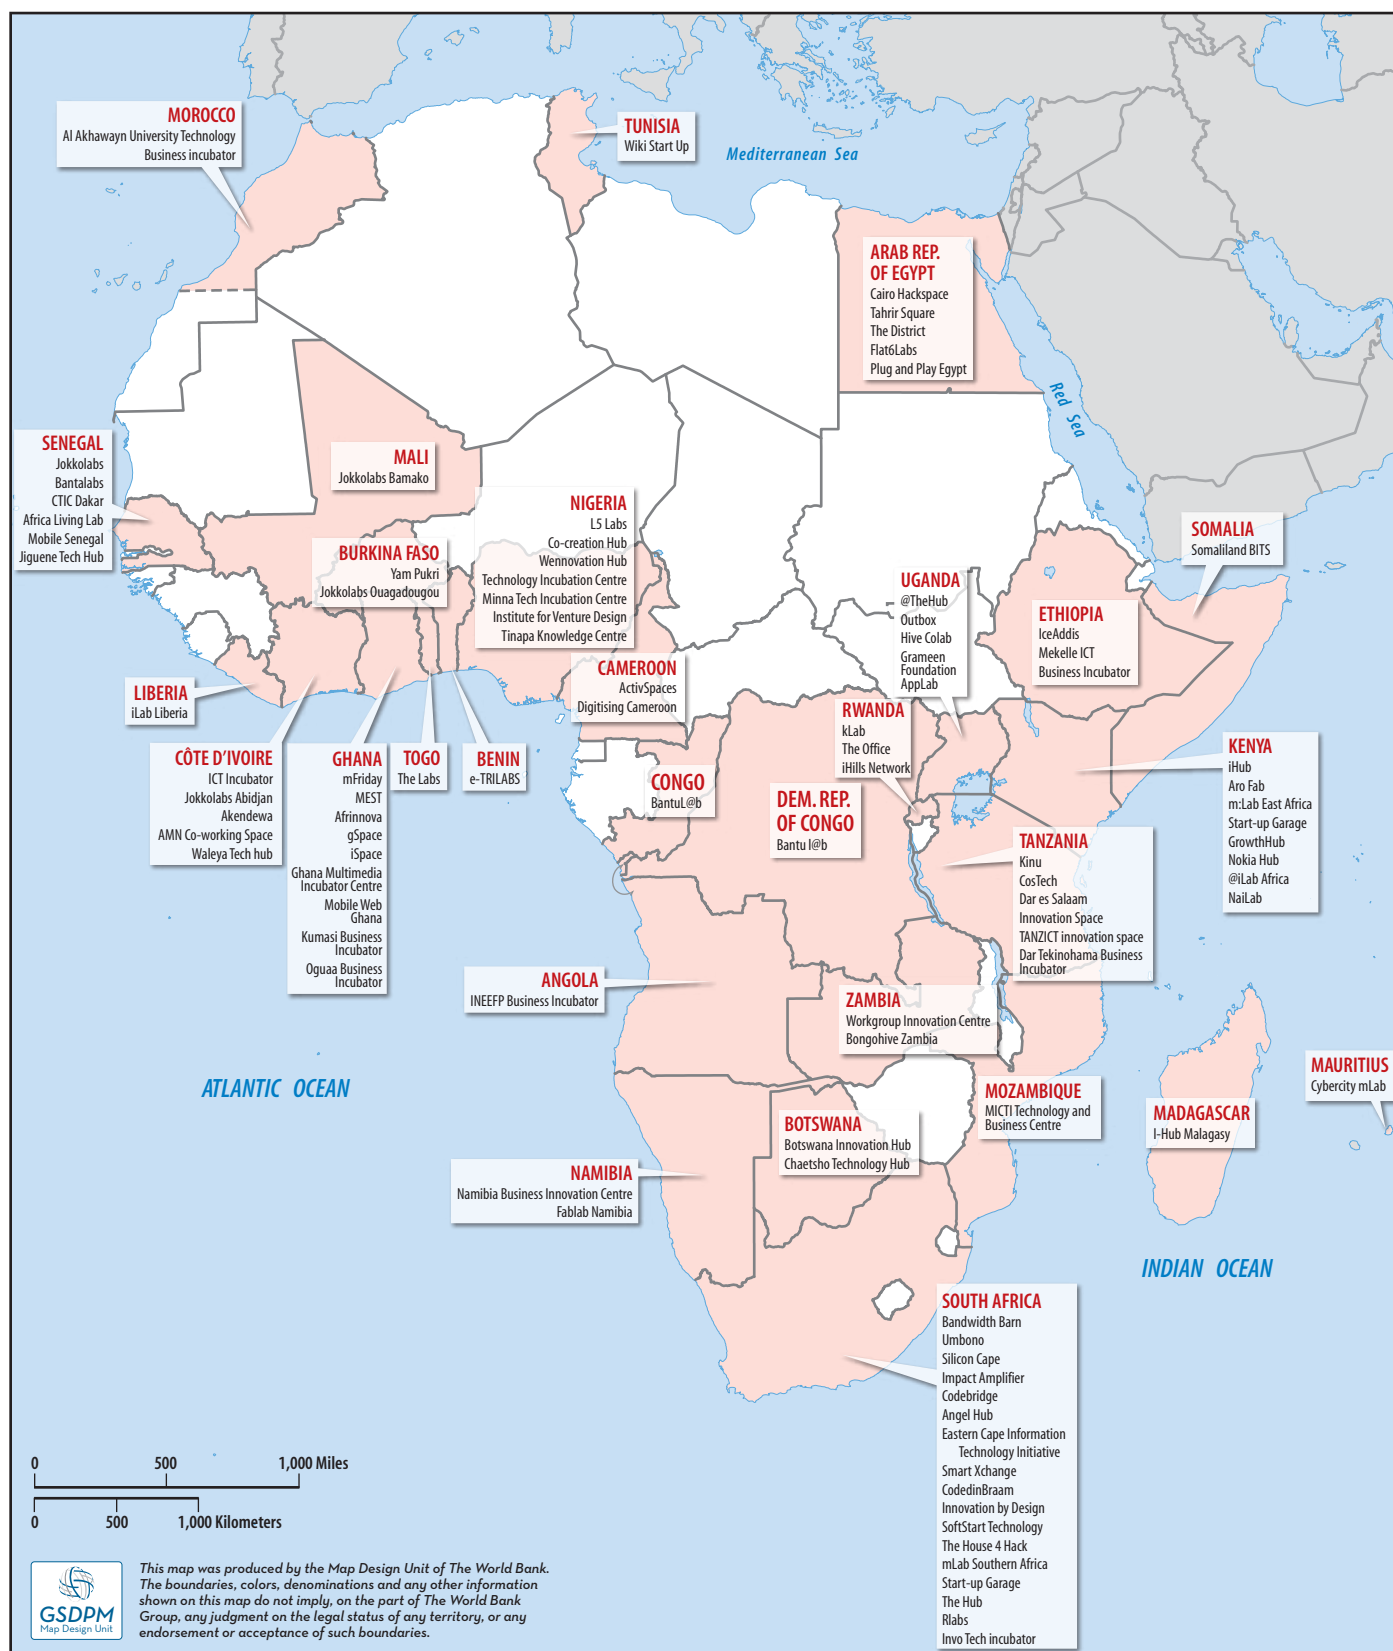 MOROCCO
Al Akhawayn University Technology
Business incubator
TUNISIA
Wiki Start Up
Mediterranean Sea
ARAB REP.
OF EGYPT
Cairo Hackspace
Tahrir Square
The District
Flat6Labs
Plug and Play Egypt
Red Sea
SENEGAL
Jokkolabs
Bantalabs
CTIC Dakar
Africa Living Lab
Mobile Senegal
Jiguene Tech Hub
MALI
Jokkolabs Bamako
BURKINA FASO
Yam Pukri
Jokkolabs Ouagadougou
NIGERIA
L5 Labs
Co-creation Hub
Wennovation Hub
Technology Incubation Centre
Minna Tech Incubation Centre
Institute for Venture Design
Tinapa Knowledge Centre
SOMALIA
Somaliland BITS
UGANDA
@TheHub
Outbox
Hive Colab
Grameen
Foundation
AppLab
ETHIOPIA
IceAddis
Mekelle ICT
Business Incubator
CAMEROON
ActivSpaces
Digitising Cameroon
LIBERIA
iLab Liberia
RWANDA
kLab
The Office
iHills Network
CÔTE D'IVOIRE
ICT Incubator
Jokkolabs Abidjan
Akendewa
AMN Co-working Space
Waleya Tech hub
GHANA
mFriday
MEST
Afrinnova
gSpace
iSpace
Ghana Multimedia
Incubator Centre
Mobile Web
Ghana
Kumasi Business
Incubator
Oguaa Business
Incubator
TOGO
The Labs
BENIN
e-TRILABS
CONGO
BantuL@b
DEM. REP.
OF CONGO
Bantu l@b
KENYA
iHub
Aro Fab
m:Lab East Africa
Start-up Garage
GrowthHub
Nokia Hub
@iLab Africa
NaiLab
TANZANIA
Kinu
CosTech
Dar es Salaam
Innovation Space
TANZICT innovation space
Dar Tekinohama Business
Incubator
ANGOLA
INEEFP Business Incubator
ZAMBIA
Workgroup Innovation Centre
Bongohive Zambia
ATLANTIC OCEAN
MAURITIUS
Cybercity mLab
MOZAMBIQUE
MICTI Technology and
Business Centre
MADAGASCAR
I-Hub Malagasy
BOTSWANA
Botswana Innovation Hub
Chaetsho Technology Hub
NAMIBIA
Namibia Business Innovation Centre
Fablab Namibia
INDIAN OCEAN
SOUTH AFRICA
Bandwidth Barn
Umbono
Silicon Cape
Impact Amplifier
Codebridge
Angel Hub
Eastern Cape Information
Technology Initiative
Smart Xchange
CodedinBraam
Innovation by Design
SoftStart Technology
The House 4 Hack
mLab Southern Africa
Start-up Garage
The Hub
Rlabs
Invo Tech incubator
0 500 1,000 Miles
0 500 1,000 Kilometers
GSDPM
Map Design Unit
This map was produced by the Map Design Unit of The World Bank.
The boundaries, colors, denominations and any other information
shown on this map do not imply, on the part of The World Bank
Group, any judgment on the legal status of any territory, or any
endorsement or acceptance of such boundaries.